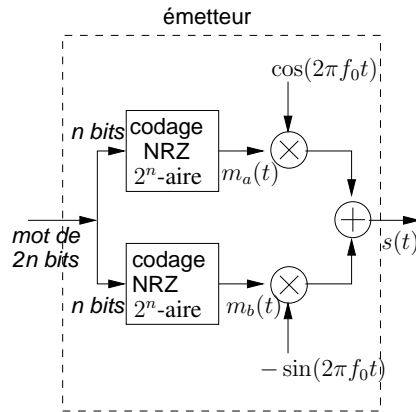 émetteur
cos(2πf₀t)
n bits
codage
NRZ
2ⁿ-aire
mₐ(t)
×
+
mot de
2n bits
s(t)
n bits
codage
NRZ
2ⁿ-aire
m_b(t)
×
− sin(2πf₀t)